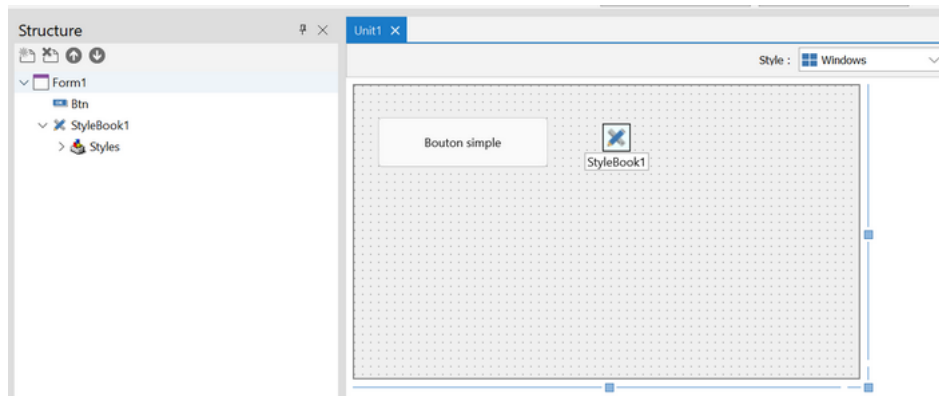 Structure
Form1
Btn
StyleBook1
Styles
Unit1
Style : Windows
Bouton simple
StyleBook1